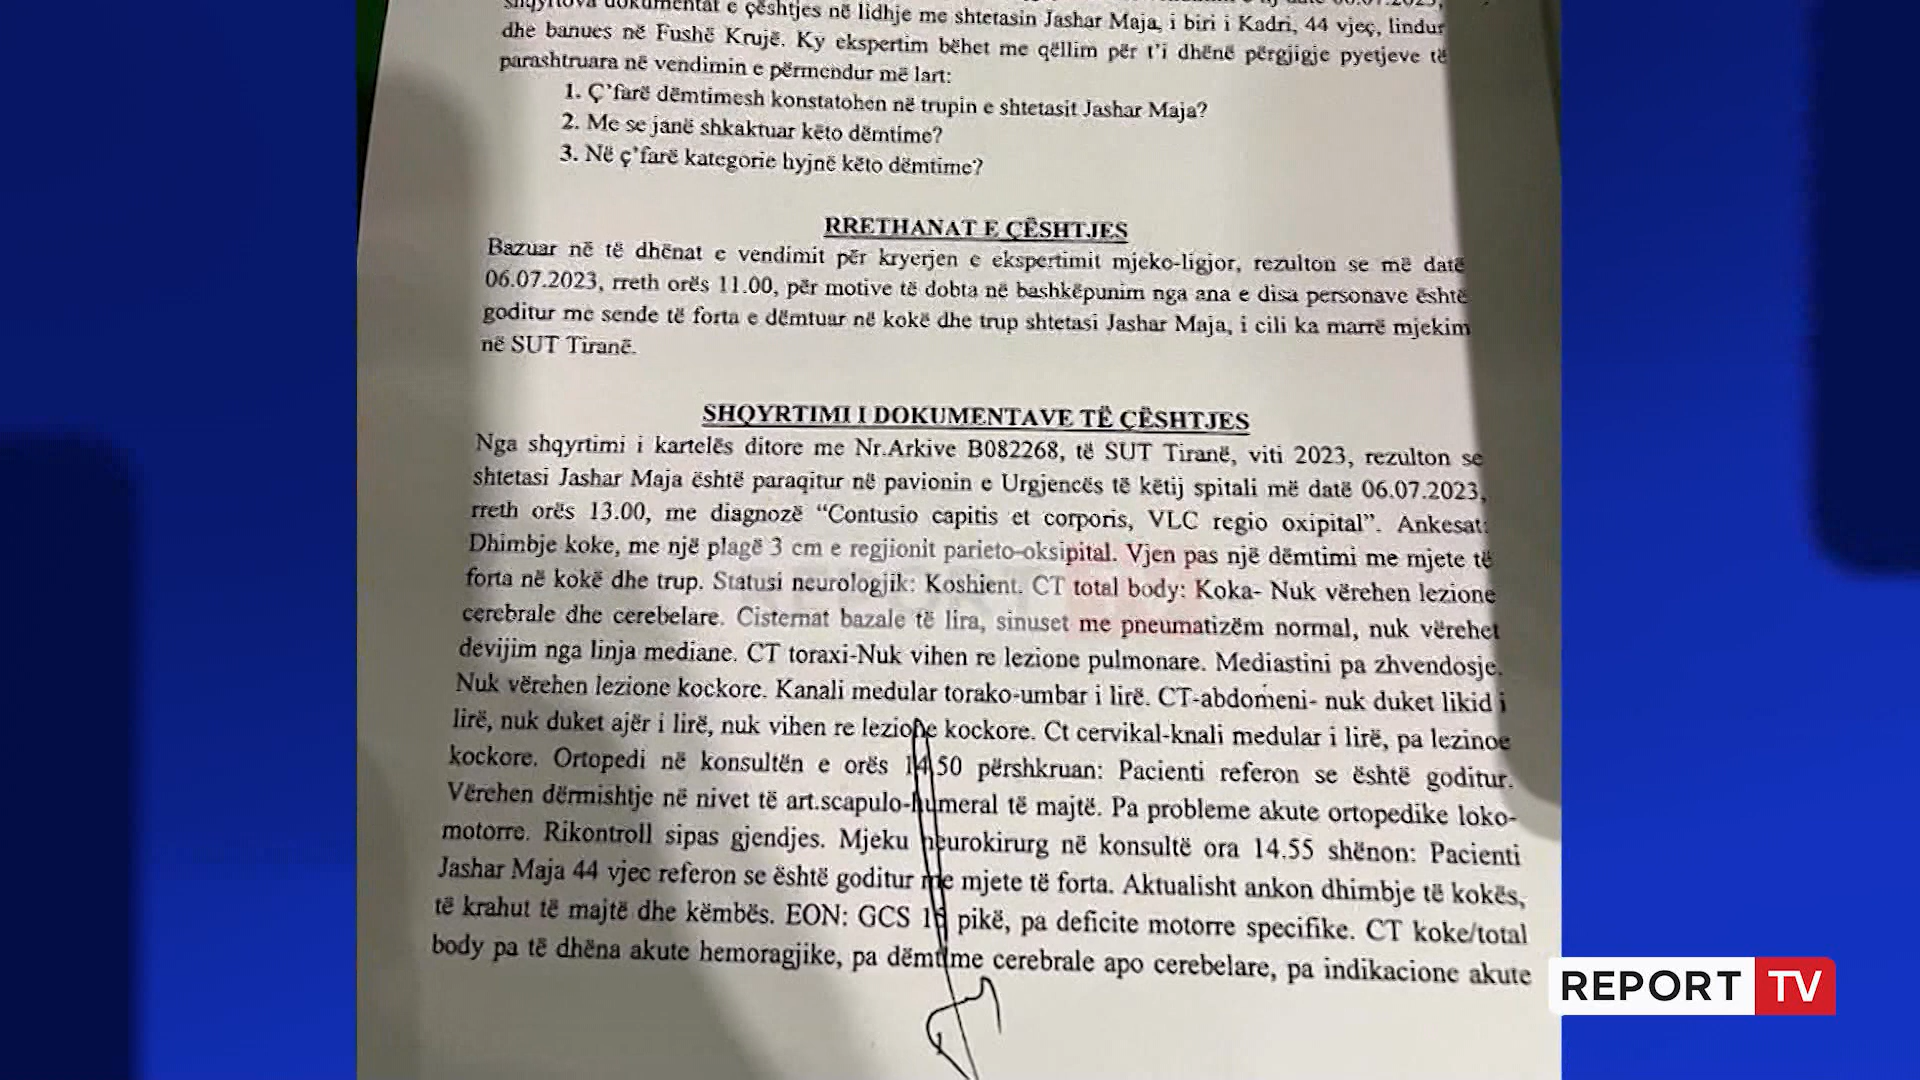 shqyrtova dokumentat e çështjes në lidhje me shtetasin Jashar Maja, i biri i Kadri, 44 vjeç, lindur
dhe banues në Fushë Krujë. Ky ekspertim bëhet me qëllim për t'i dhënë përgjigje pyetjeve të
parashtruara në vendimin e përmendur më lart:
1. Ç'farë dëmtimesh konstatohen në trupin e shtetasit Jashar Maja?
2. Me se janë shkaktuar këto dëmtime?
3. Në ç'farë kategorie hyjnë këto dëmtime?
RRETHANAT E ÇËSHTJES
Bazuar në të dhënat e vendimit për kryerjen e ekspertimit mjeko-ligjor, rezulton se më datë
06.07.2023, rreth orës 11.00, për motive të dobta në bashkëpunim nga ana e disa personave është
goditur me sende të forta e dëmtuar në kokë dhe trup shtetasi Jashar Maja, i cili ka marrë mjekim
në SUT Tiranë.
SHQYRTIMI I DOKUMENTAVE TË ÇËSHTJES
Nga shqyrtimi i kartelës ditore me Nr.Arkive B082268, të SUT Tiranë, viti 2023, rezulton se
shtetasi Jashar Maja është paraqitur në pavionin e Urgjencës të këtij spitali më datë 06.07.2023,
rreth orës 13.00, me diagnozë “Contusio capitis et corporis, VLC regio oxipital”. Ankesat:
Dhimbje koke, me një plagë 3 cm e regjionit parieto-oksipital. Vjen pas një dëmtimi me mjete të
forta në kokë dhe trup. Statusi neurologjik: Koshient. CT total body: Koka- Nuk vërehen lezione
cerebrale dhe cerebelare. Cisternat bazale të lira, sinuset me pneumatizëm normal, nuk vërehet
devijim nga linja mediane. CT toraxi-Nuk vihen re lezione pulmonare. Mediastini pa zhvendosje.
Nuk vërehen lezione kockore. Kanali medular torako-umbar i lirë. CT-abdomeni- nuk duket likid i
lirë, nuk duket ajër i lirë, nuk vihen re lezione kockore. Ct cervikal-knali medular i lirë, pa lezinoe
kockore. Ortopedi në konsultën e orës 14.50 përshkruan: Pacienti referon se është goditur.
Vërehen dërmishtje në nivet të art.scapulo-humeral të majtë. Pa probleme akute ortopedike loko-
motorre. Rikontroll sipas gjendjes. Mjeku neurokirurg në konsultë ora 14.55 shënon: Pacienti
Jashar Maja 44 vjec referon se është goditur me mjete të forta. Aktualisht ankon dhimbje të kokës,
të krahut të majtë dhe këmbës. EON: GCS 15 pikë, pa deficite motorre specifike. CT koke/total
body pa të dhëna akute hemoragjike, pa dëmtime cerebrale apo cerebelare, pa indikacione akute
REPORT TV